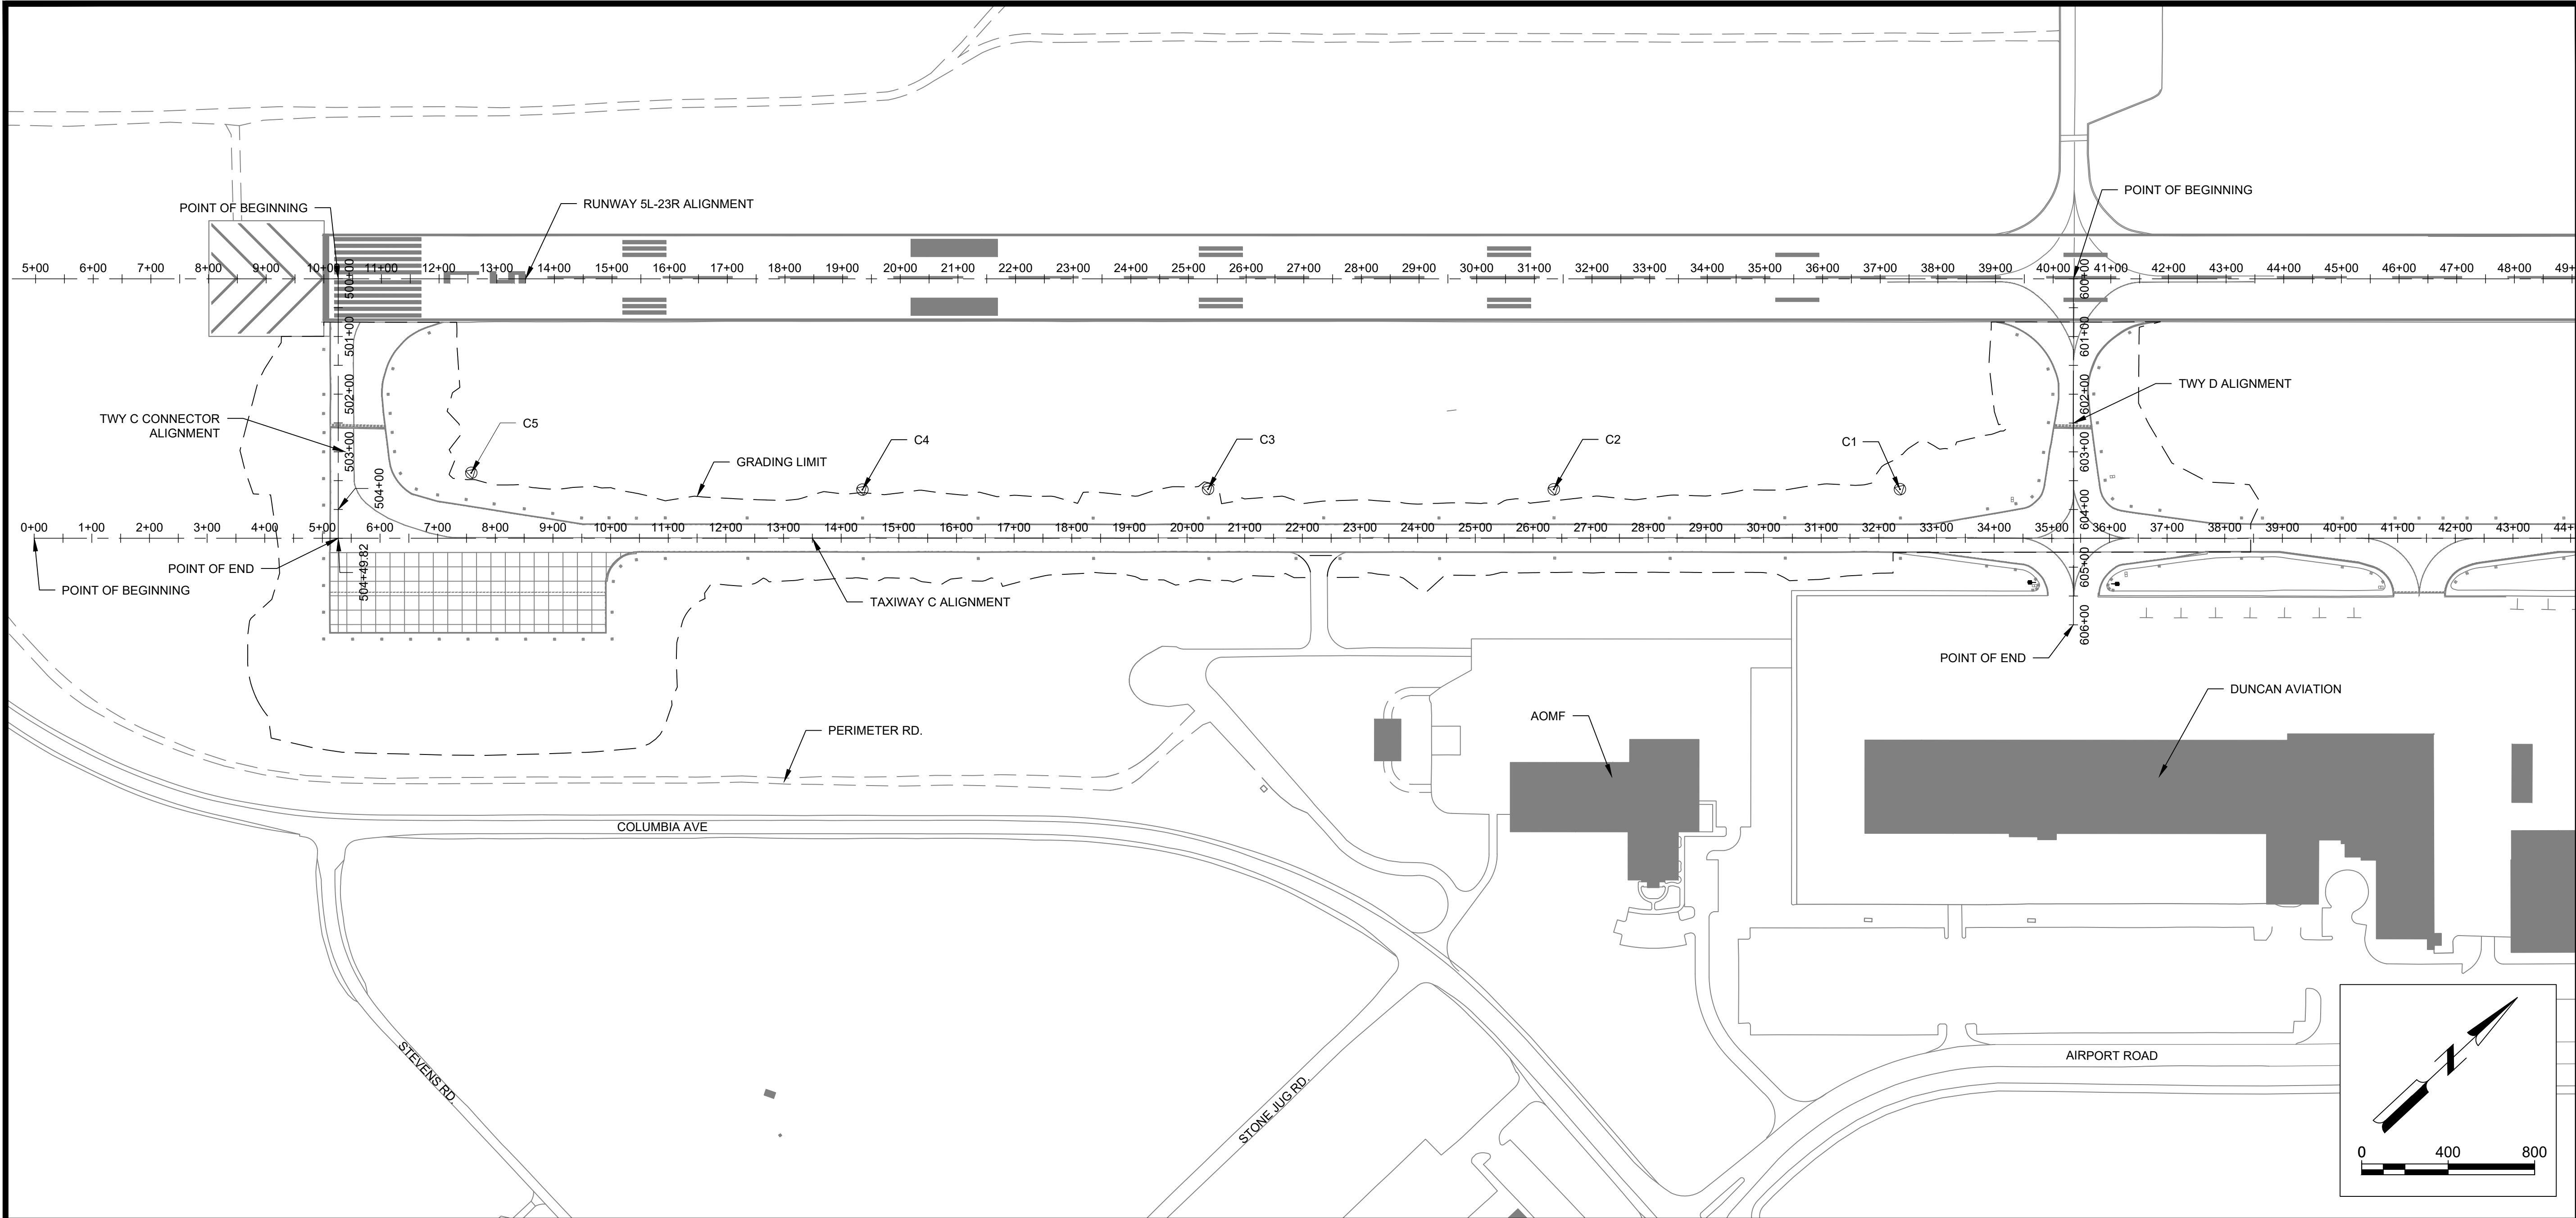 POINT OF BEGINNING
RUNWAY 5L-23R ALIGNMENT
POINT OF BEGINNING
5+00 6+00 7+00 8+00 9+00 10+00 11+00 12+00 13+00 14+00 15+00 16+00 17+00 18+00 19+00 20+00 21+00 22+00 23+00 24+00 25+00 26+00 27+00 28+00 29+00 30+00 31+00 32+00 33+00 34+00 35+00 36+00 37+00 38+00 39+00 40+00 41+00 42+00 43+00 44+00 45+00 46+00 47+00 48+00 49+
500+00
501+00
502+00
503+00
504+00
504+49.82
600+00
601+00
602+00
603+00
604+00
605+00
606+00
TWY C CONNECTOR
ALIGNMENT
TWY D ALIGNMENT
C5
C4
C3
C2
C1
GRADING LIMIT
0+00 1+00 2+00 3+00 4+00 5+00 6+00 7+00 8+00 9+00 10+00 11+00 12+00 13+00 14+00 15+00 16+00 17+00 18+00 19+00 20+00 21+00 22+00 23+00 24+00 25+00 26+00 27+00 28+00 29+00 30+00 31+00 32+00 33+00 34+00 35+00 36+00 37+00 38+00 39+00 40+00 41+00 42+00 43+00 44+
POINT OF END
POINT OF BEGINNING
TAXIWAY C ALIGNMENT
POINT OF END
DUNCAN AVIATION
AOMF
PERIMETER RD.
COLUMBIA AVE
STEVENS RD.
STONE JUG RD.
AIRPORT ROAD
N
0 400 800